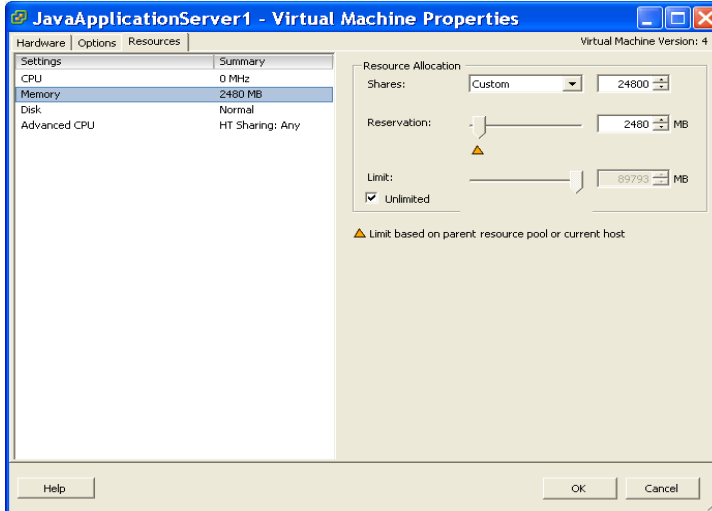 JavaApplicationServer1 - Virtual Machine Properties
Hardware Options Resources Virtual Machine Version: 4
Settings Summary
CPU 0 MHz
Memory 2480 MB
Disk Normal
Advanced CPU HT Sharing: Any
Resource Allocation
Shares: Custom 24800
Reservation: 2480 MB
Limit: 89793 MB
Unlimited
Limit based on parent resource pool or current host
Help OK Cancel